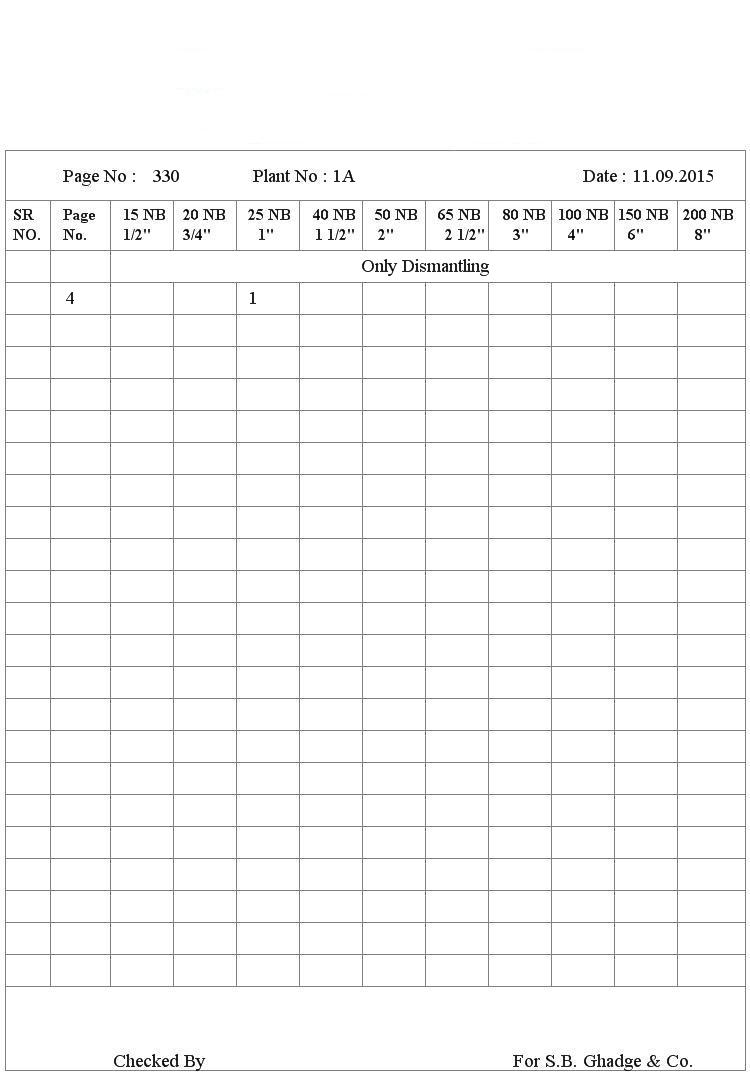 Page No : 330 Plant No : 1A Date : 11.09.2015
SR Page 15 NB 20 NB 25 NB 40 NB 50 NB 65 NB 80 NB 100 NB 150 NB 200 NB
NO. No. 1/2" 3/4" 1" 1 1/2" 2" 2 1/2" 3" 4" 6" 8"
Only Dismantling
4 1
Checked By For S.B. Ghadge & Co.